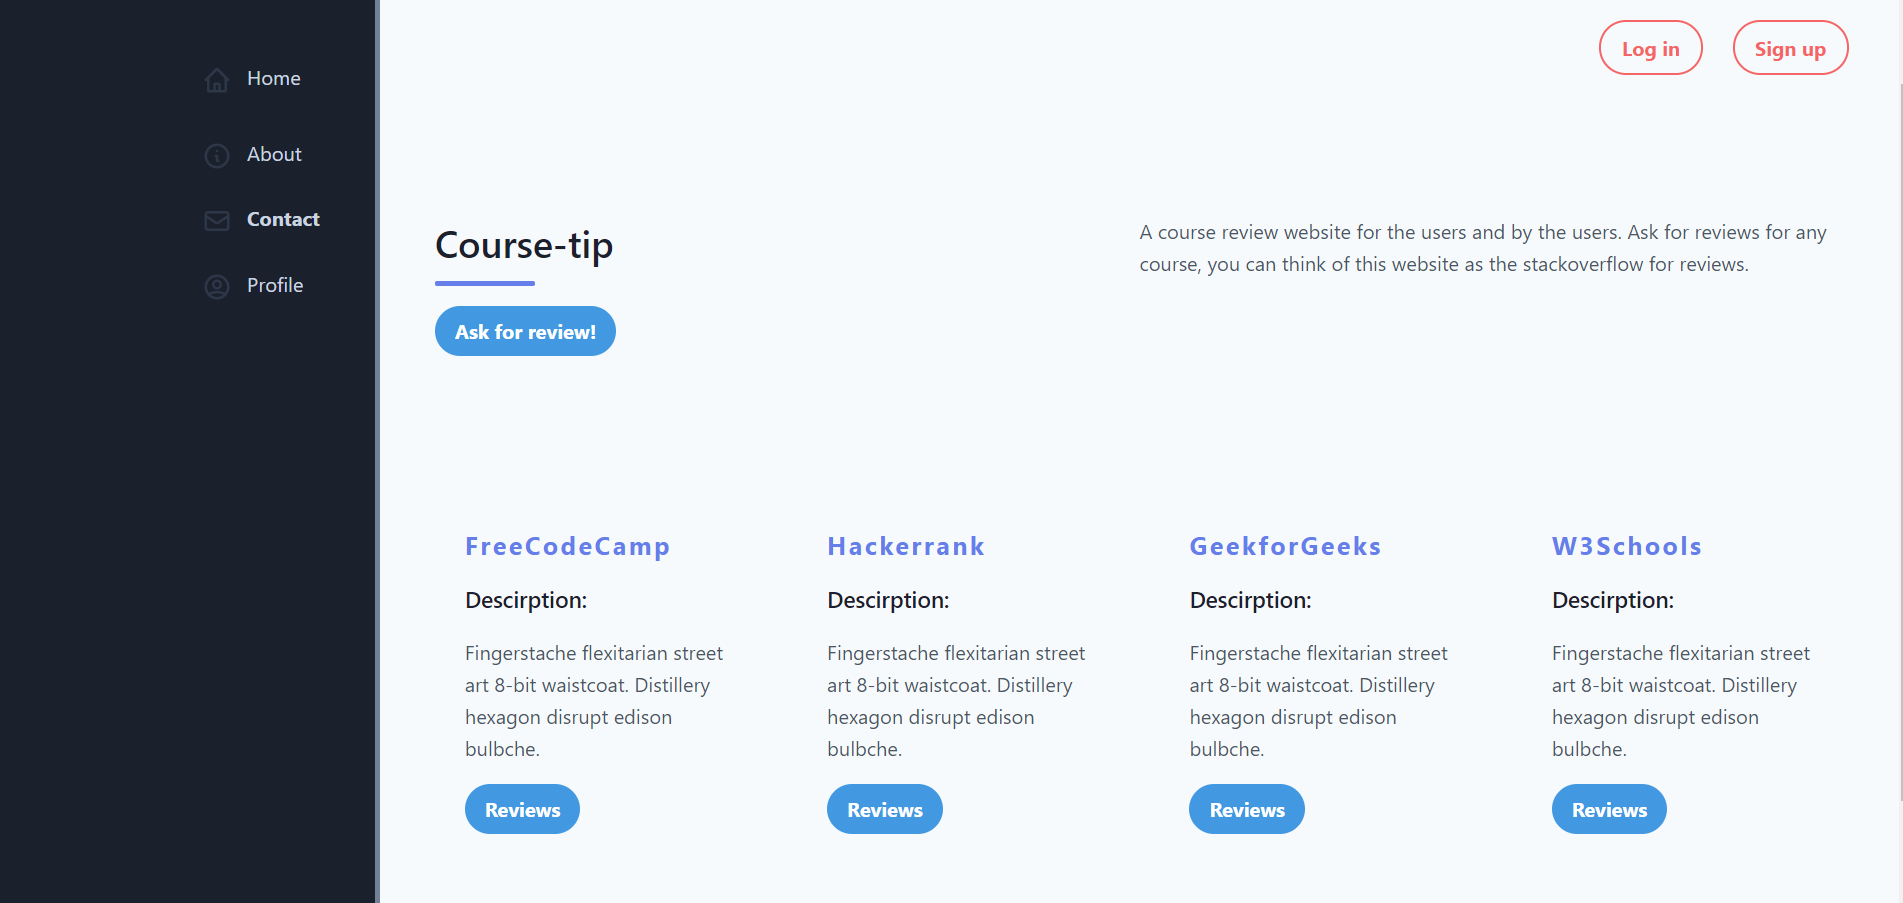 Home
About
Contact
Profile
Log in
Sign up
Course-tip
Ask for review!
A course review website for the users and by the users. Ask for reviews for any
course, you can think of this website as the stackoverflow for reviews.
FreeCodeCamp
Descirption:
Fingerstache flexitarian street
art 8-bit waistcoat. Distillery
hexagon disrupt edison
bulbche.
Reviews
Hackerrank
Descirption:
Fingerstache flexitarian street
art 8-bit waistcoat. Distillery
hexagon disrupt edison
bulbche.
Reviews
GeekforGeeks
Descirption:
Fingerstache flexitarian street
art 8-bit waistcoat. Distillery
hexagon disrupt edison
bulbche.
Reviews
W3Schools
Descirption:
Fingerstache flexitarian street
art 8-bit waistcoat. Distillery
hexagon disrupt edison
bulbche.
Reviews